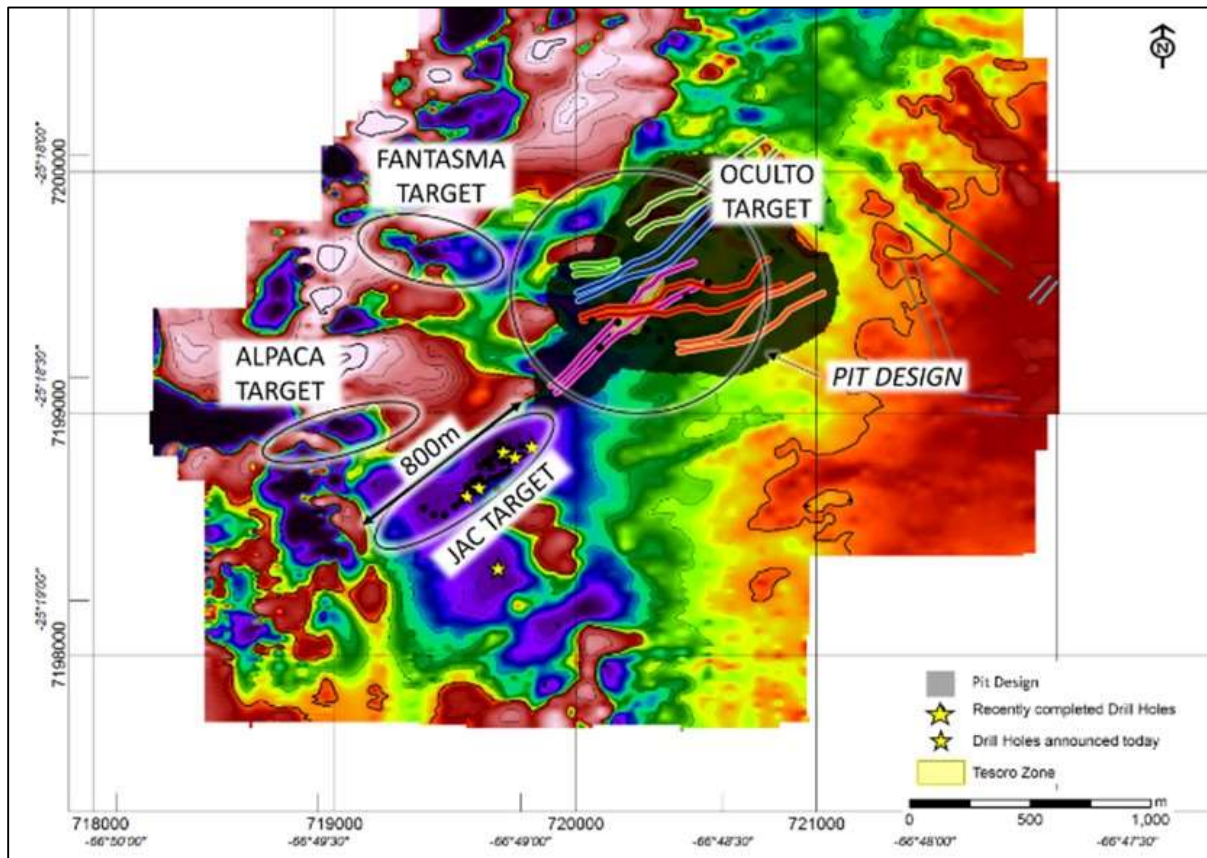 N
FANTASMA
TARGET
OCULTO
TARGET
ALPACA
TARGET
PIT DESIGN
800m
JAC TARGET
-25°18'00"
7200000
-25°18'30"
7199000
-25°19'00"
7198000
Pit Design
Recently completed Drill Holes
Drill Holes announced today
Tesoro Zone
m
0 500 1,000
718000 719000 720000 721000
-66°50'00" -66°49'30" -66°49'00" -66°48'30" -66°48'00" -66°47'30"